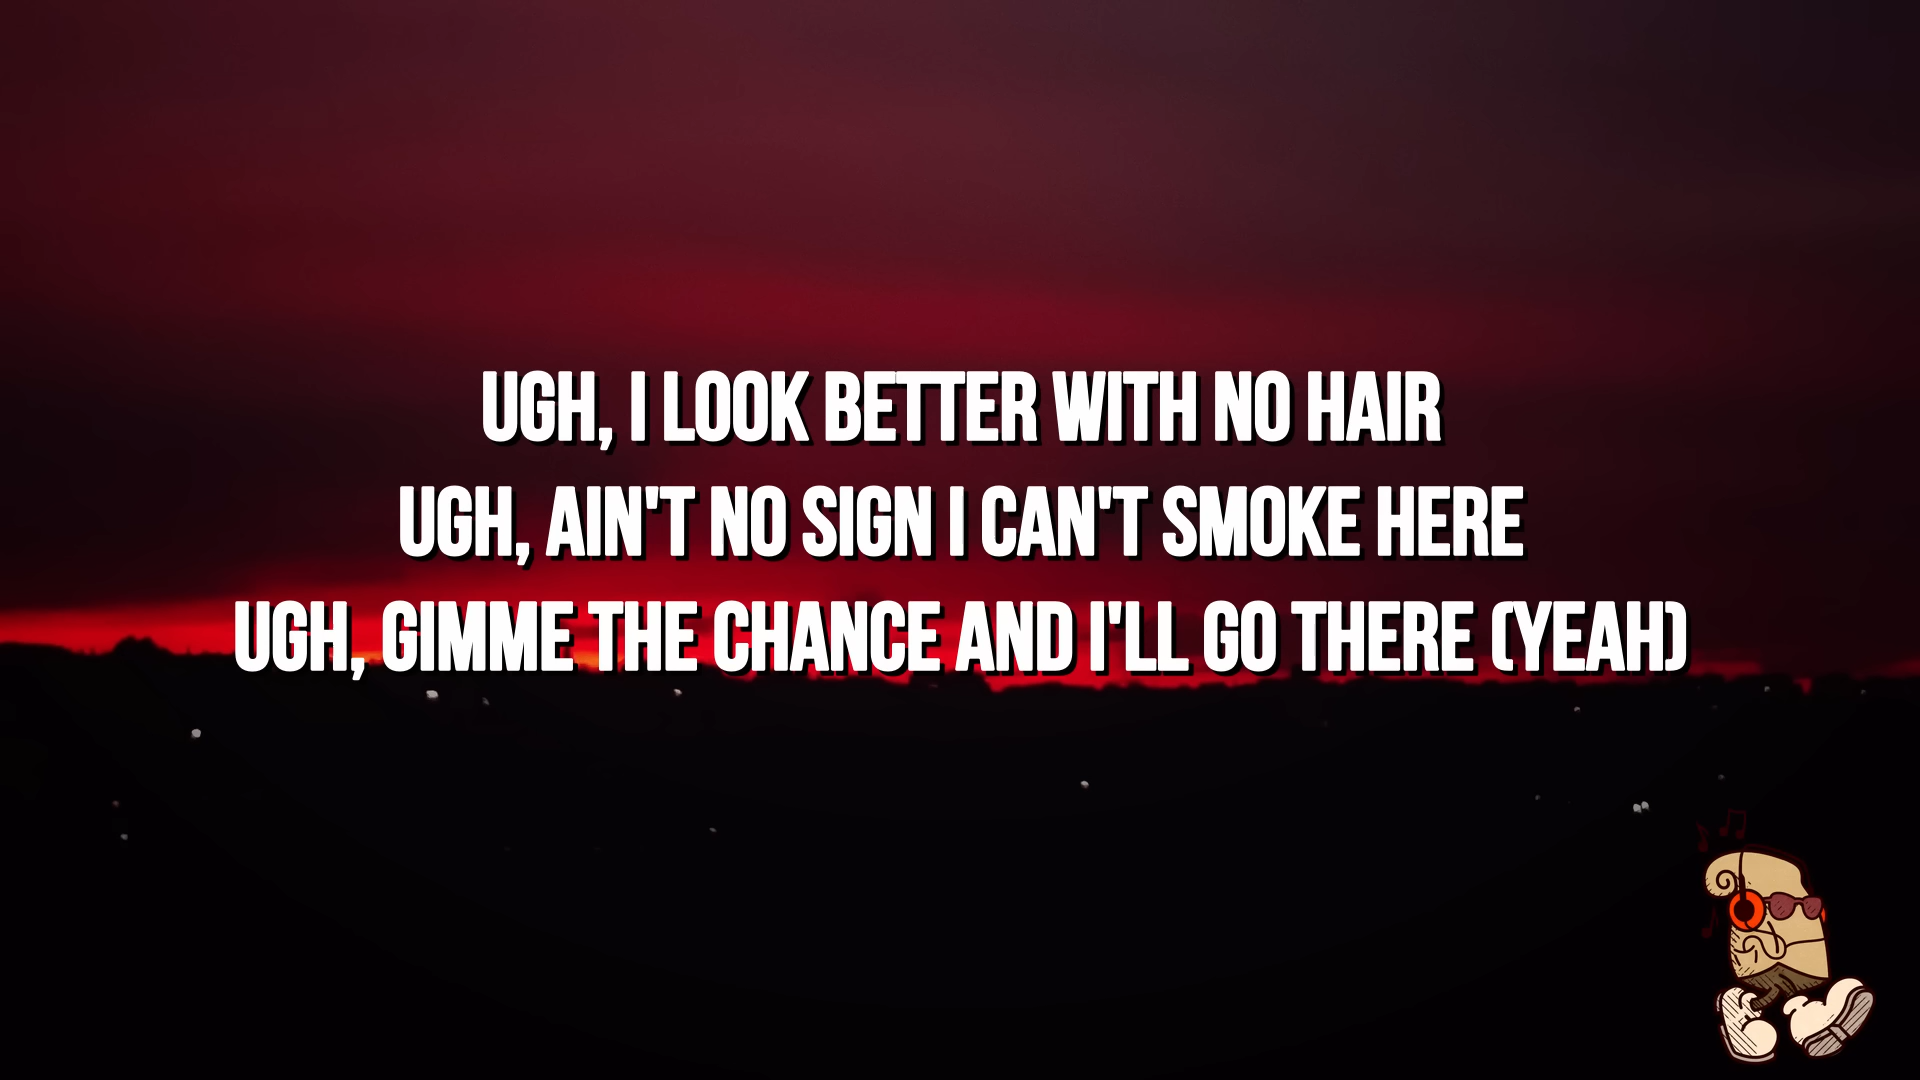 UGH, I LOOK BETTER WITH NO HAIR
UGH, AIN'T NO SIGN I CAN'T SMOKE HERE
UGH, GIMME THE CHANCE AND I'LL GO THERE (YEAH)